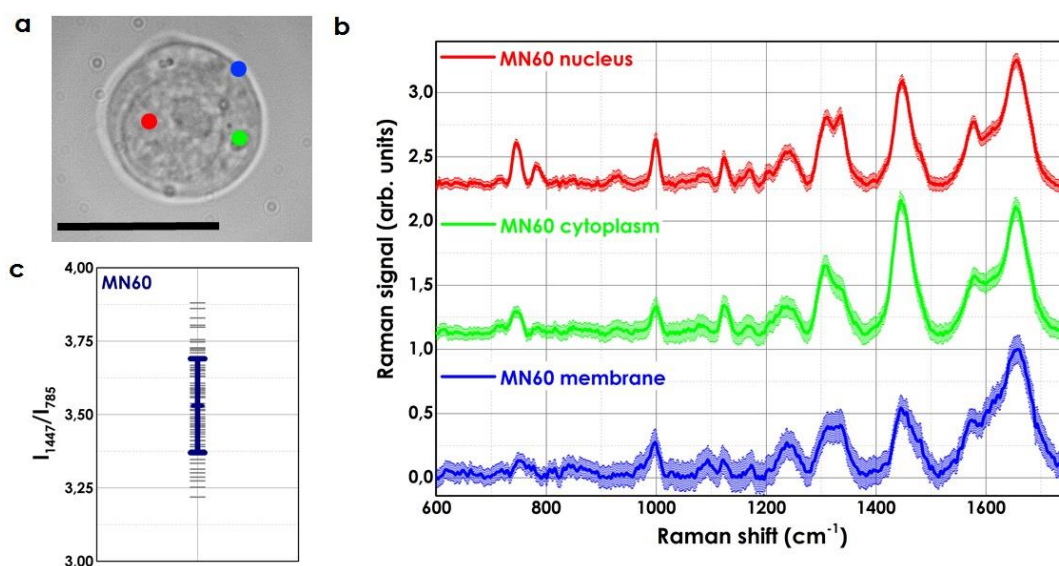 a
b
MN60 nucleus
MN60 cytoplasm
MN60 membrane
3,0
2,5
2,0
1,5
1,0
0,5
0,0
Raman signal (arb. units)
600 800 1000 1200 1400 1600
Raman shift (cm⁻¹)
c
MN60
4,00
3,75
3,50
3,25
3,00
I₁₄₄₇/I₇₈₅